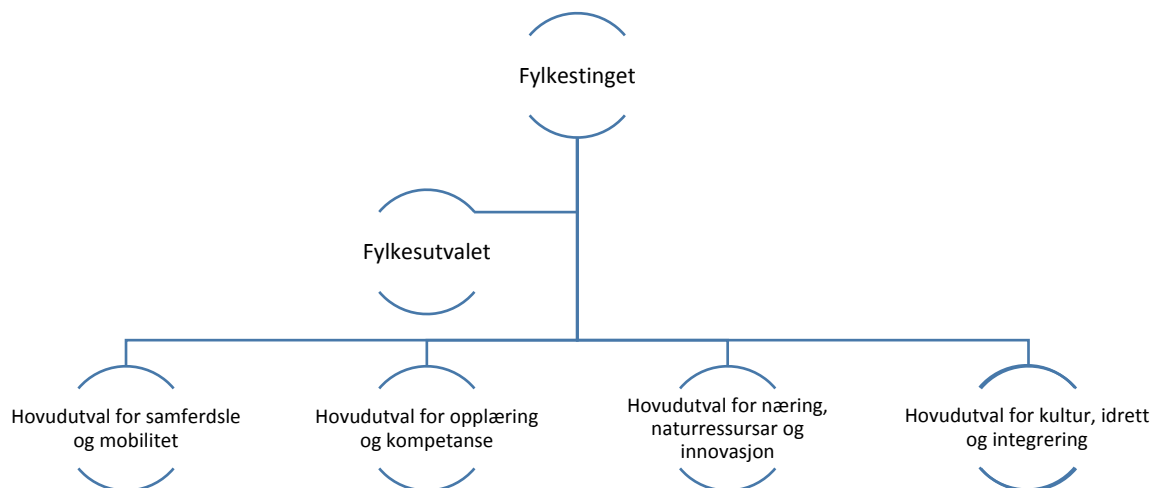 Fylkestinget
Fylkesutvalet
Hovudutval for samferdsle
og mobilitet
Hovudutval for opplæring
og kompetanse
Hovudutval for næring,
naturressursar og
innovasjon
Hovudutval for kultur, idrett
og integrering